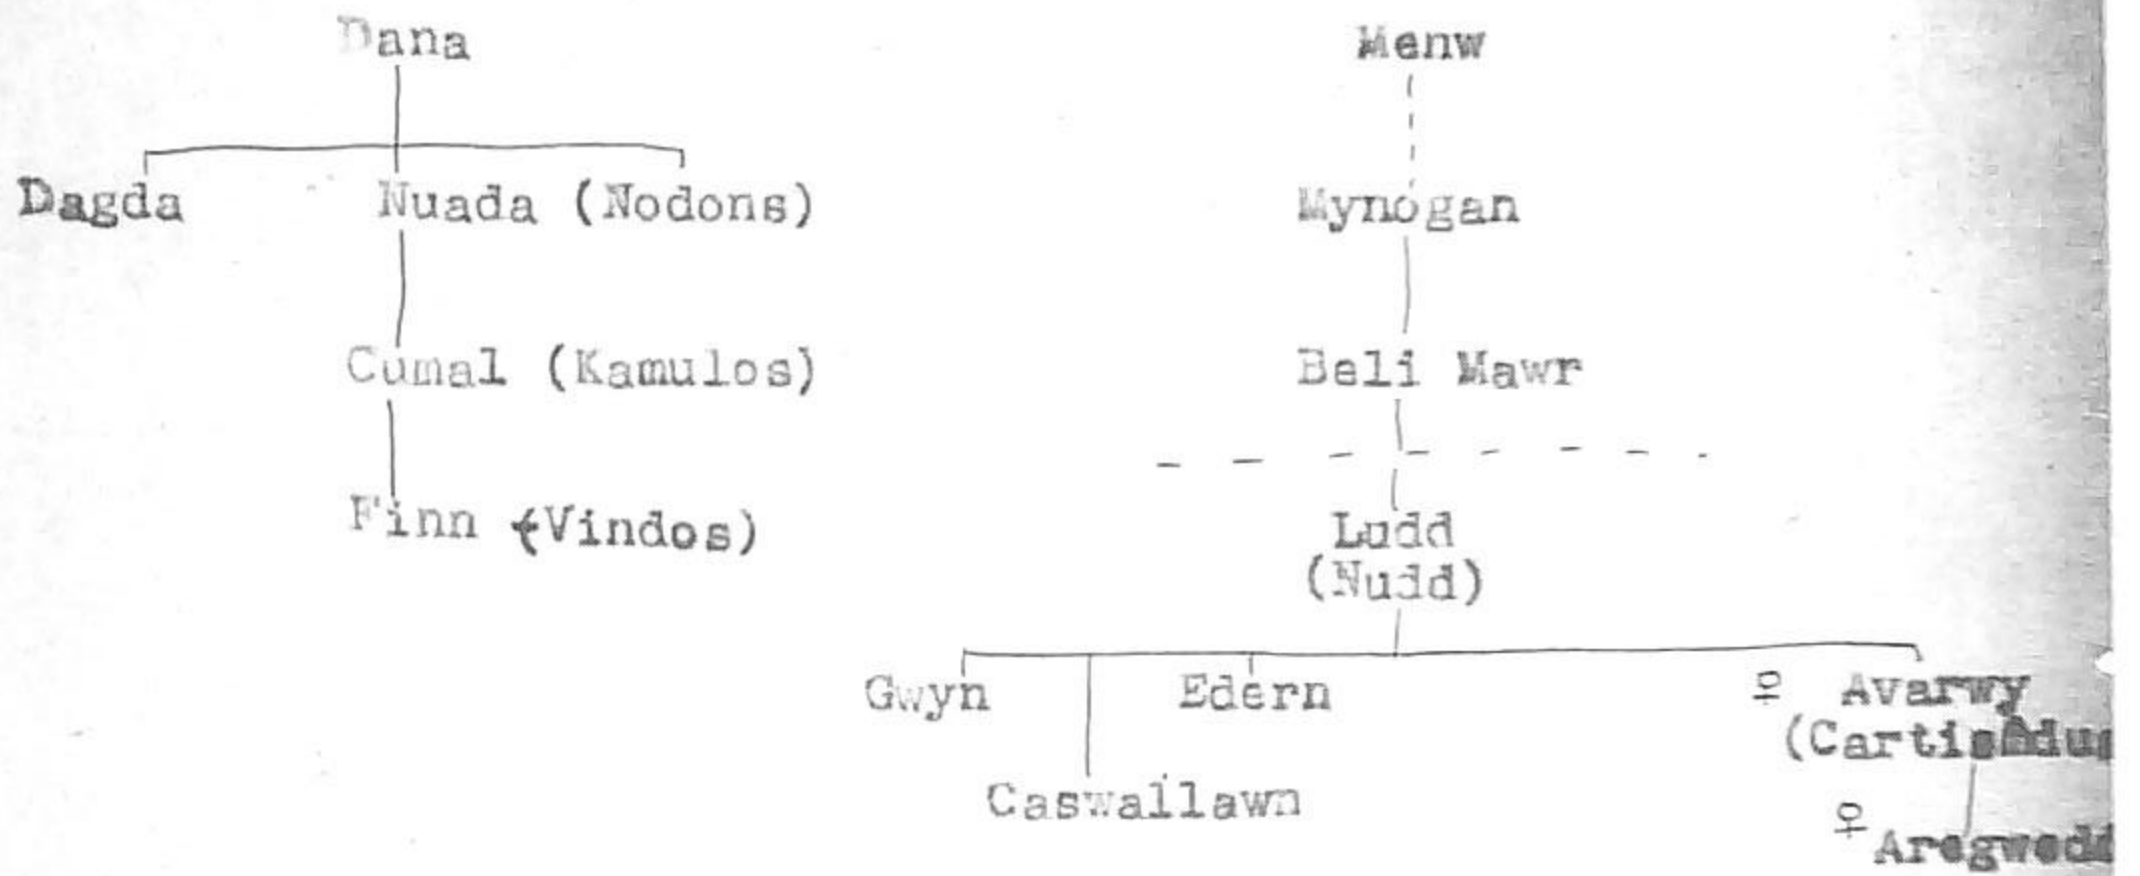 Dana
Menw
Dagda
Nuada (Nodons)
Mynogan
Cumal (Kamulos)
Beli Mawr
Finn (Vindos)
Ludd
(Nudd)
Gwyn
Edern
♀ Avarwy
Caswallawn
♀